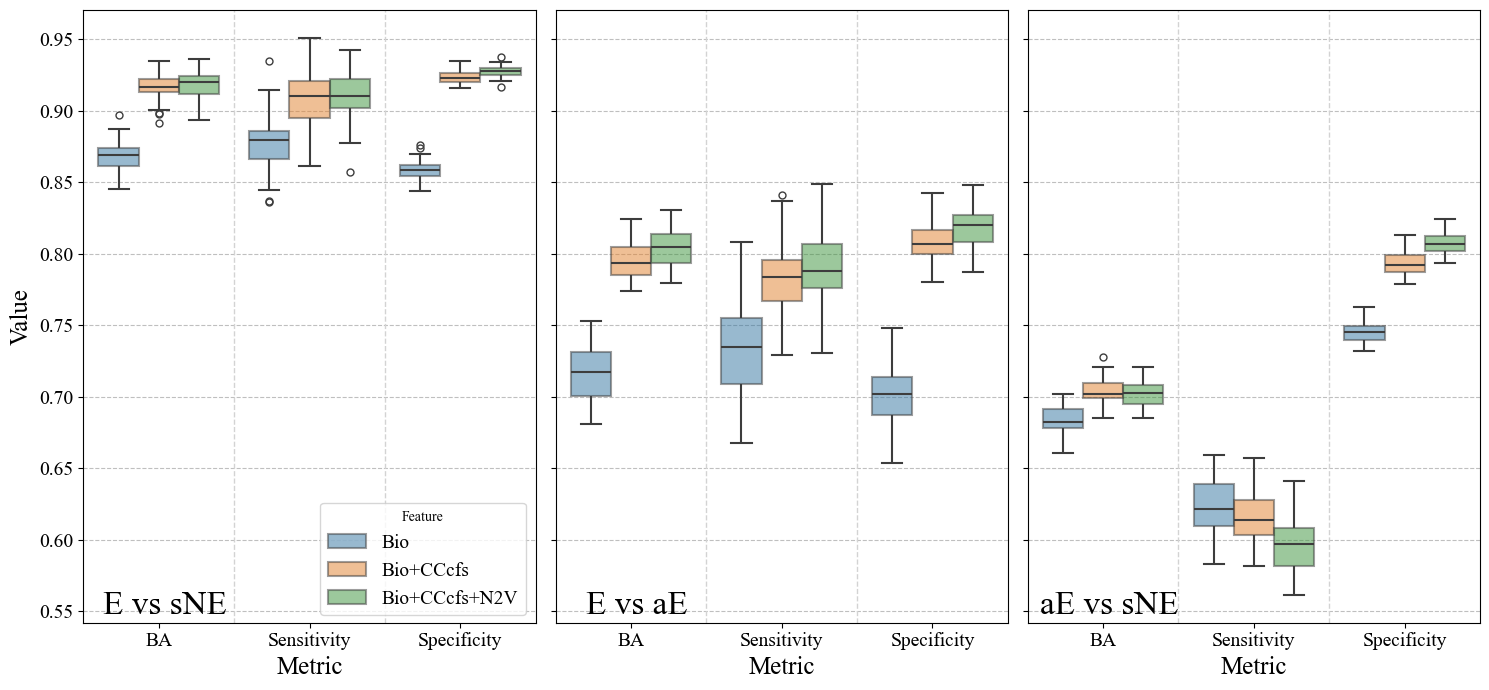 Value
0.95
0.90
0.85
0.80
0.75
0.70
0.65
0.60
0.55
E vs sNE
Feature
Bio
Bio+CCcfs
Bio+CCcfs+N2V
BA Sensitivity Specificity
Metric
E vs aE
BA Sensitivity Specificity
Metric
aE vs sNE
BA Sensitivity Specificity
Metric